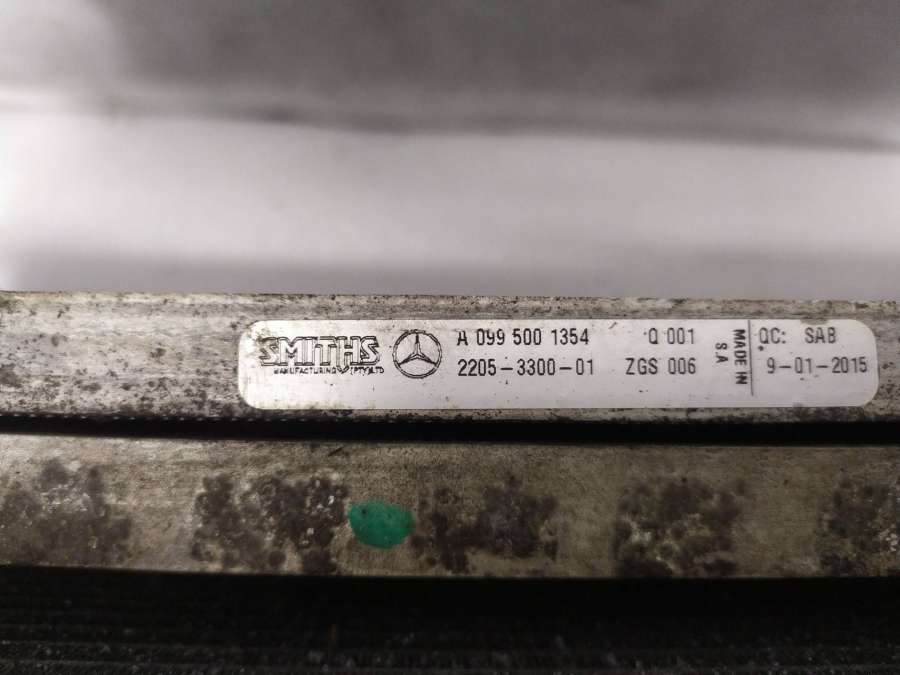 SMITHS
MANUFACTURING (PTY) LTD
A 099 500 1354 Q 001
2205-3300-01 ZGS 006
MADE IN
S A
QC: SAB
9-01-2015